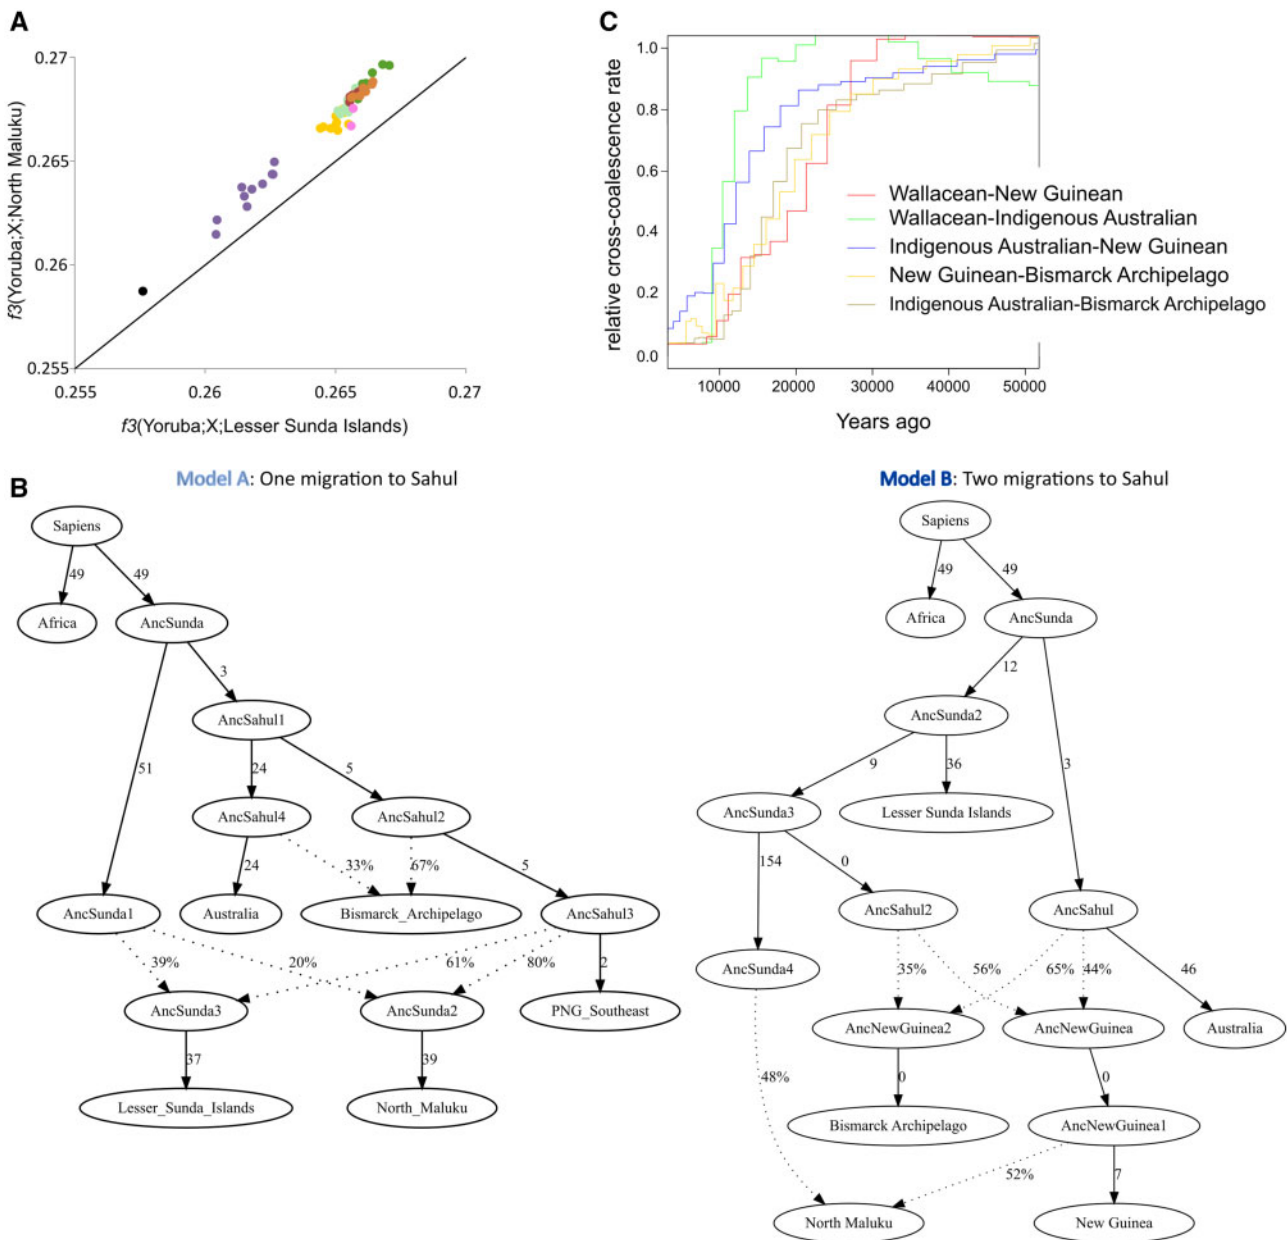 A
0.27
0.265
0.26
0.255
f3(Yoruba;X;North Maluku)
0.255
0.26
0.265
0.27
f3(Yoruba;X;Lesser Sunda Islands)
C
1.0
0.8
0.6
0.4
0.2
0.0
relative cross-coalescence rate
Wallacean-New Guinean
Wallacean-Indigenous Australian
Indigenous Australian-New Guinean
New Guinean-Bismarck Archipelago
Indigenous Australian-Bismarck Archipelago
10000
20000
30000
40000
50000
Years ago
B
Model A: One migration to Sahul
Sapiens
49
49
Africa
AncSunda
3
AncSahul1
51
24
5
AncSahul4
AncSahul2
24
33%
67%
5
AncSunda1
Australia
Bismarck_Archipelago
AncSahul3
39%
20%
61%
80%
2
AncSunda3
AncSunda2
PNG_Southeast
37
39
Lesser_Sunda_Islands
North_Maluku
Model B: Two migrations to Sahul
Sapiens
49
49
Africa
AncSunda
12
AncSunda2
9
36
3
AncSunda3
Lesser Sunda Islands
154
0
AncSahul2
AncSahul
AncSunda4
35%
56%
65%
44%
46
AncNewGuinea2
AncNewGuinea
Australia
48%
0
0
Bismarck Archipelago
AncNewGuinea1
52%
7
North Maluku
New Guinea